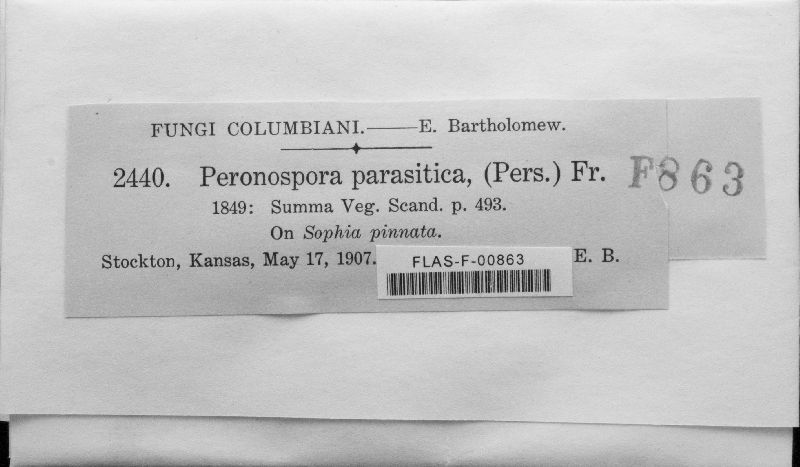 FUNGI COLUMBIANI.——E. Bartholomew.
2440. Peronospora parasitica, (Pers.) Fr.
F863
1849: Summa Veg. Scand. p. 493.
On Sophia pinnata.
Stockton, Kansas, May 17, 1907. E. B.
FLAS-F-00863